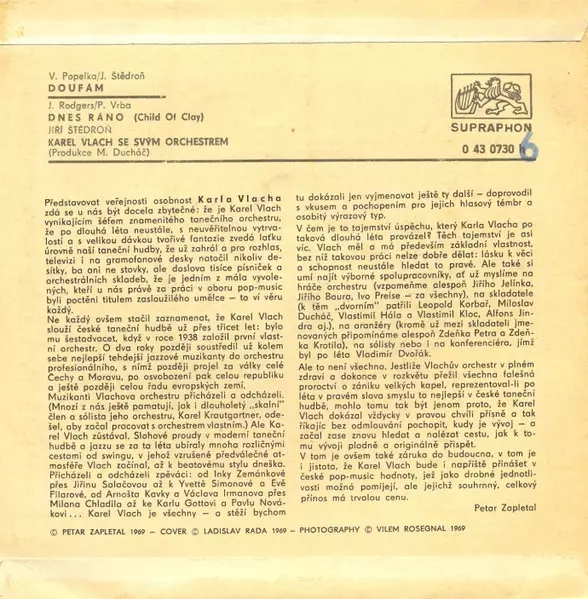 V. Popelka/J. Štědroň
DOUFÁM
J. Rodgers/P. Vrba
DNES RÁNO (Child Of Clay)
JIŘÍ ŠTĚDROŇ
KAREL VLACH SE SVÝM ORCHESTREM
(Produkce M. Ducháč)
SUPRAPHON
0 43 0730 h
6
Představovat veřejnosti osobnost Karla Vlacha
zdá se u nás být docela zbytečné: že je Karel Vlach
vynikajícím šéfem znamenitého tanečního orchestru,
že po dlouhá léta neustále, s neuvěřitelnou vytrva-
lostí a s velikou dávkou tvořivé fantazie zvedá laťku
úrovně naší taneční hudby, že už zahrál a pro rozhlas,
televizi i na gramofonové desky natočil nikoliv de-
sítky, ba ani ne stovky, ale doslova tisíce písniček a
orchestrálních skladeb, že je jedním z mála vyvole-
ných, kteří u nás právě za práci v oboru pop-music
byli poctěni titulem zasloužilého umělce – to ví věru
každý.
Ne každý ovšem stačil zaznamenat, že Karel Vlach
slouží české taneční hudbě už přes třicet let: bylo
mu šestadvacet, když v roce 1938 založil první vlast-
ní orchestr. O dva roky později soustředil už kolem
sebe nejlepší tehdejší jazzové muzikanty do orchestru
profesionálního, s nímž později projel za války celé
Čechy a Moravu, po osvobození pak celou republiku
a ještě později celou řadu evropských zemí.
Muzikanti Vlachova orchestru přicházeli a odcházeli.
(Mnozí z nás ještě pamatují, jak i dlouholetý „skalní“
člen a sólista jeho orchestru, Karel Krautgartner, ode-
šel, aby začal pracovat s orchestrem vlastním.) Ale Ka-
rel Vlach zůstával. Slohové proudy v moderní taneční
hudbě a jazzu se za ta léta ubíraly mnoha rozličnými
cestami od swingu, v jehož vzrušené předválečné at-
mosféře Vlach začínal, až k beatovému stylu dneška.
Přicházeli a odcházeli zpěváci: od Inky Zemánkové
přes Jiřinu Salačovou až k Yvettě Simonové a Evě
Pilarové, od Arnošta Kavky a Václava Irmanova přes
Milana Chladila až ke Karlu Gottovi a Pavlu Nová-
kovi... Karel Vlach je všechny – a stěží bychom
tu dokázali jen vyjmenovat ještě ty další – doprovodil
s vkusem a pochopením pro jejich hlasový témbr a
osobitý výrazový typ.
V čem je to tajemství úspěchu, který Karla Vlacha po
taková dlouhá léta provází? Těch tajemství je asi
víc. Vlach měl a má především základní vlastnost,
bez níž takovou práci nelze dobře dělat: lásku k věci
a schopnost neustále hledat to pravé. Ale také si
umí najít výborné spolupracovníky, ať už myslíme na
hráče orchestru (vzpomeňme alespoň Jiřího Jelínka,
Jiřího Baura, Ivo Preise – za všechny), na skladatele
(k těm „dvorním“ patřili Leopold Korbař, Miloslav
Ducháč, Vlastimil Hála a Vlastimil Kloc, Alfons Jin-
dra aj.), na aranžéry (kromě už mezi skladateli jme-
novaných připomínáme alespoň Zdeňka Petra a Zdeň-
ka Krotila), na sólisty nebo i na konferenciéra, jímž
byl po léta Vladimír Dvořák.
Ale to není všechno. Jestliže Vlachův orchestr v plném
zdraví a dokonce v rozkvětu přežil všechna falešná
proroctví o zániku velkých kapel, reprezentoval-li po
léta v pravém slova smyslu to nejlepší v české taneční
hudbě, mohlo tomu tak být jenom proto, že Karel
Vlach dokázal vždycky v pravou chvíli přísně a tak
říkajíc bez odmlouvání pochopit, kudy je vývoj – a
začal zase znovu hledat a nalézat cestu, jak k to-
mu vývoji plodně a originálně přispět.
V tom je ovšem také záruka do budoucna, v tom je
i jistota, že Karel Vlach bude i napříště přinášet v
české pop-music hodnoty, jež jako drobné jednotli-
vosti možná pomíjejí, ale jejichž souhrnný, celkový
přínos má trvalou cenu.
Petar Zapletal
© PETAR ZAPLETAL 1969 – COVER © LADISLAV RADA 1969 – PHOTOGRAPHY © VILEM ROSEGNAL 1969